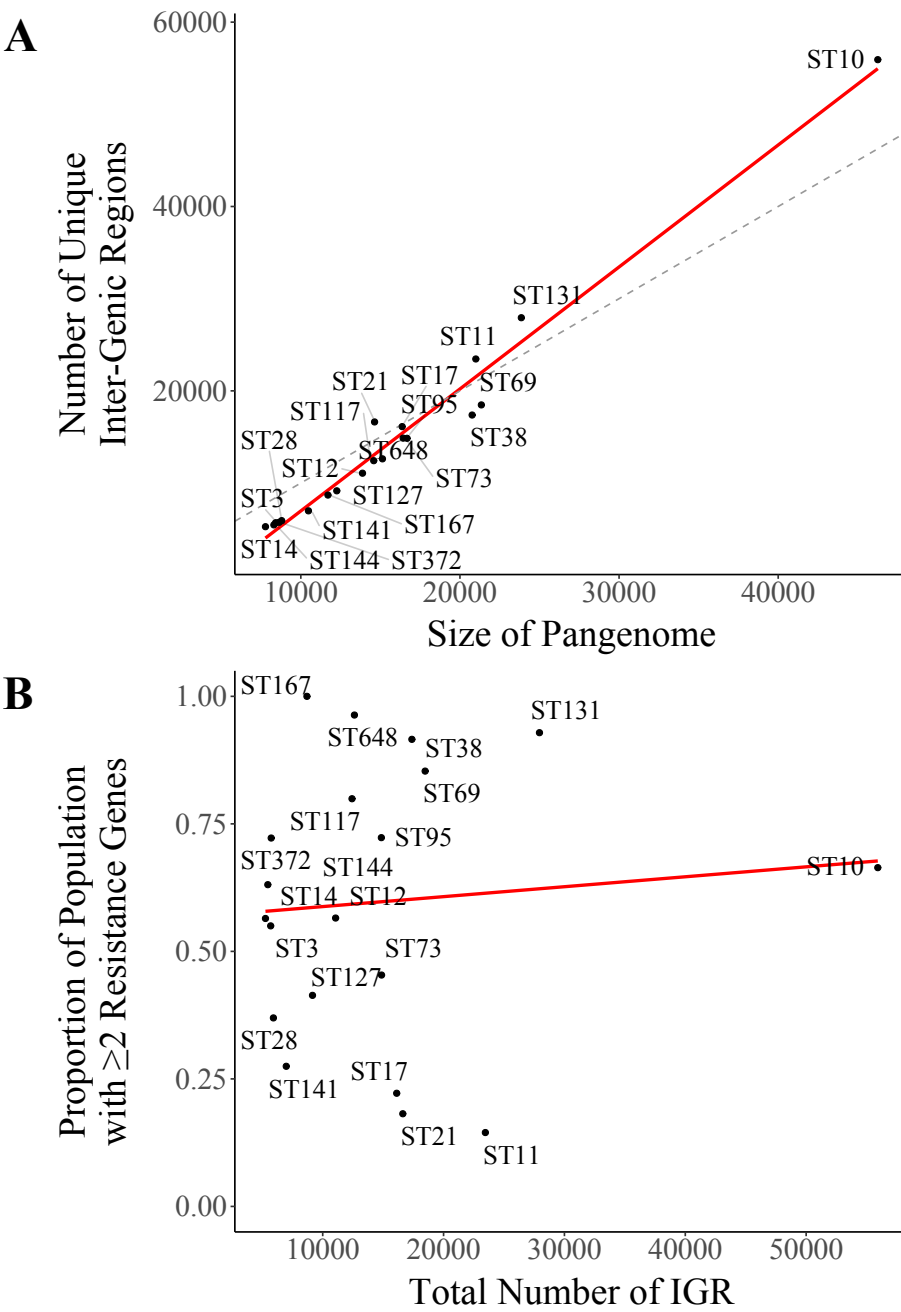 A
Number of Unique
Inter-Genic Regions
60000
40000
20000
ST10
ST131
ST11
ST17
ST69
ST21
ST95
ST117
ST38
ST28
ST648
ST12
ST73
ST3
ST127
ST167
ST141
ST14
ST144
ST372
10000
20000
30000
40000
Size of Pangenome
B
Proportion of Population
with ≥2 Resistance Genes
1.00
0.75
0.50
0.25
0.00
ST167
ST131
ST648
ST38
ST69
ST117
ST95
ST372
ST144
ST10
ST14
ST12
ST3
ST73
ST127
ST28
ST17
ST141
ST21
ST11
10000
20000
30000
40000
50000
Total Number of IGR